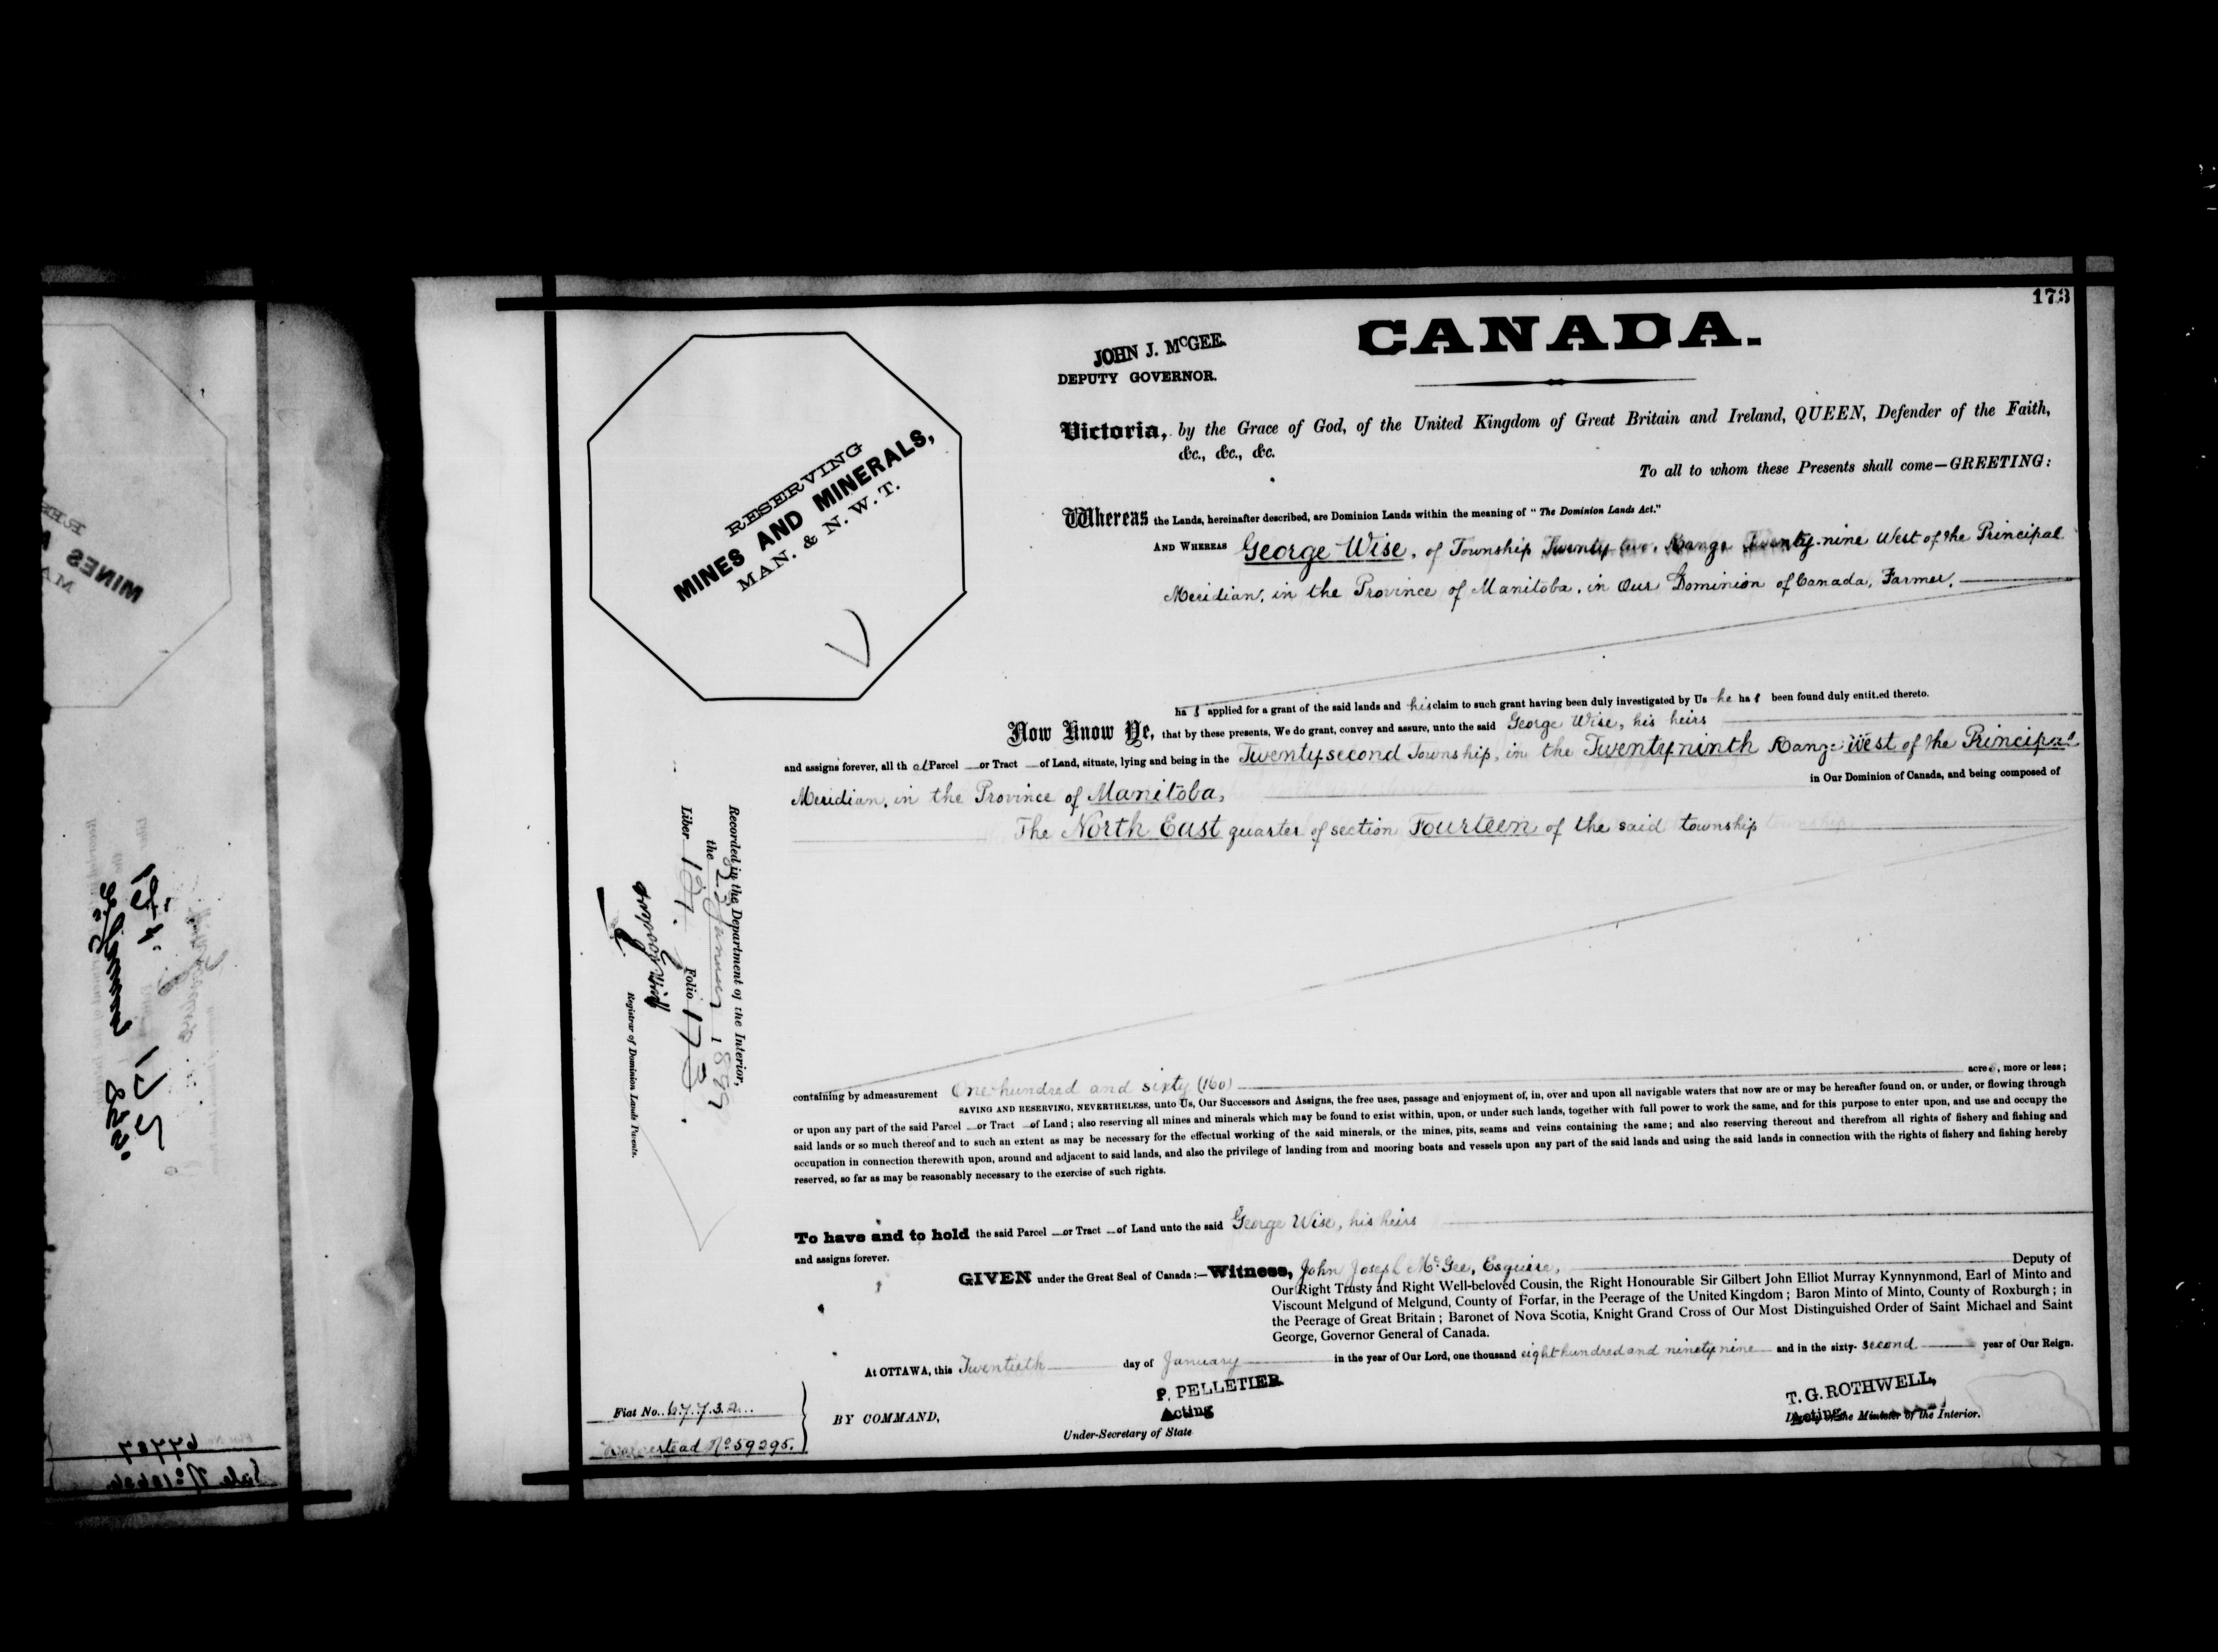 173
CANADA.
JOHN J. McGEE.
DEPUTY GOVERNOR.
RESERVING
MINES AND MINERALS,
MAN. & N. W. T.
Victoria, by the Grace of God, of the United Kingdom of Great Britain and Ireland, QUEEN, Defender of the Faith,
&c., &c., &c.
To all to whom these Presents shall come—GREETING:
Whereas the Lands, hereinafter described, are Dominion Lands within the meaning of "The Dominion Lands Act."
AND WHEREAS George Wise, of Township Twenty two, Range Twenty-nine West of the Principal
Meridian, in the Province of Manitoba, in Our Dominion of Canada, Farmer,
has applied for a grant of the said lands and his claim to such grant having been duly investigated by Us he has been found duly entitled thereto.
Now Know Ye, that by these presents, We do grant, convey and assure, unto the said George Wise, his heirs
and assigns forever, all that Parcel or Tract of Land, situate, lying and being in the Twenty second Township, in the Twenty ninth Range West of the Principal
Meridian, in the Province of Manitoba, in Our Dominion of Canada, and being composed of
The North East quarter of section Fourteen of the said township
containing by admeasurement One hundred and sixty (160) acres, more or less;
SAVING AND RESERVING, NEVERTHELESS, unto Us, Our Successors and Assigns, the free uses, passage and enjoyment of, in, over and upon all navigable waters that now are or may be hereafter found on, or under, or flowing through
or upon any part of the said Parcel or Tract of Land; also reserving all mines and minerals which may be found to exist within, upon, or under such lands, together with full power to work the same, and for this purpose to enter upon, and use and occupy the
said lands or so much thereof and to such an extent as may be necessary for the effectual working of the said minerals, or the mines, pits, seams and veins containing the same; and also reserving thereout and therefrom all rights of fishery and fishing and
occupation in connection therewith upon, around and adjacent to said lands, and also the privilege of landing from and mooring boats and vessels upon any part of the said lands and using the said lands in connection with the rights of fishery and fishing hereby
reserved, so far as may be reasonably necessary to the exercise of such rights.
To have and to hold the said Parcel or Tract of Land unto the said George Wise, his heirs
and assigns forever.
GIVEN under the Great Seal of Canada:—Witness, John Joseph McGee, Esquire, Deputy of
Our Right Trusty and Right Well-beloved Cousin, the Right Honourable Sir Gilbert John Elliot Murray Kynnynmond, Earl of Minto and
Viscount Melgund of Melgund, County of Forfar, in the Peerage of the United Kingdom; Baron Minto of Minto, County of Roxburgh; in
the Peerage of Great Britain; Baronet of Nova Scotia, Knight Grand Cross of Our Most Distinguished Order of Saint Michael and Saint
George, Governor General of Canada.
At OTTAWA, this Twentieth day of January in the year of Our Lord, one thousand eight hundred and ninety nine and in the sixty-second year of Our Reign.
BY COMMAND,
P. PELLETIER
Acting
Under-Secretary of State
T. G. ROTHWELL,
Acting
Deputy of the Minister of the Interior.
Fiat No. 67732
Homestead No 59295.
Recorded in the Department of the Interior,
the 23 January 1899
Liber Folio 173
Registrar of Dominion Lands Patents.